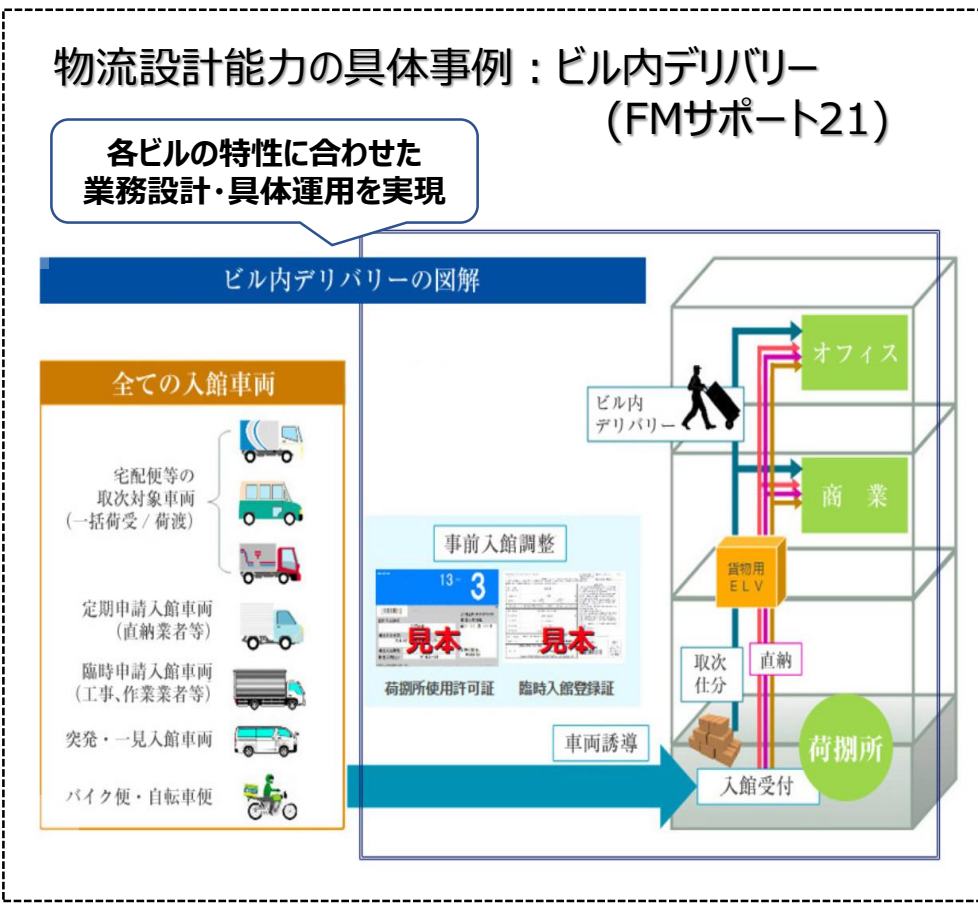 物流設計能力の具体事例：ビル内デリバリー
(FMサポート21)
各ビルの特性に合わせた
業務設計・具体運用を実現
ビル内デリバリーの図解
全ての入館車両
宅配便等の
取次対象車両
(一括荷受 / 荷渡)
定期申請入館車両
(直納業者等)
臨時申請入館車両
(工事、作業業者等)
突発・一見入館車両
バイク便・自転車便
事前入館調整
13- 3
見本
見本
荷捌所使用許可証
臨時入館登録証
車両誘導
ビル内
デリバリー
オフィス
商 業
貨物用
ELV
取次
仕分
直納
荷捌所
入館受付